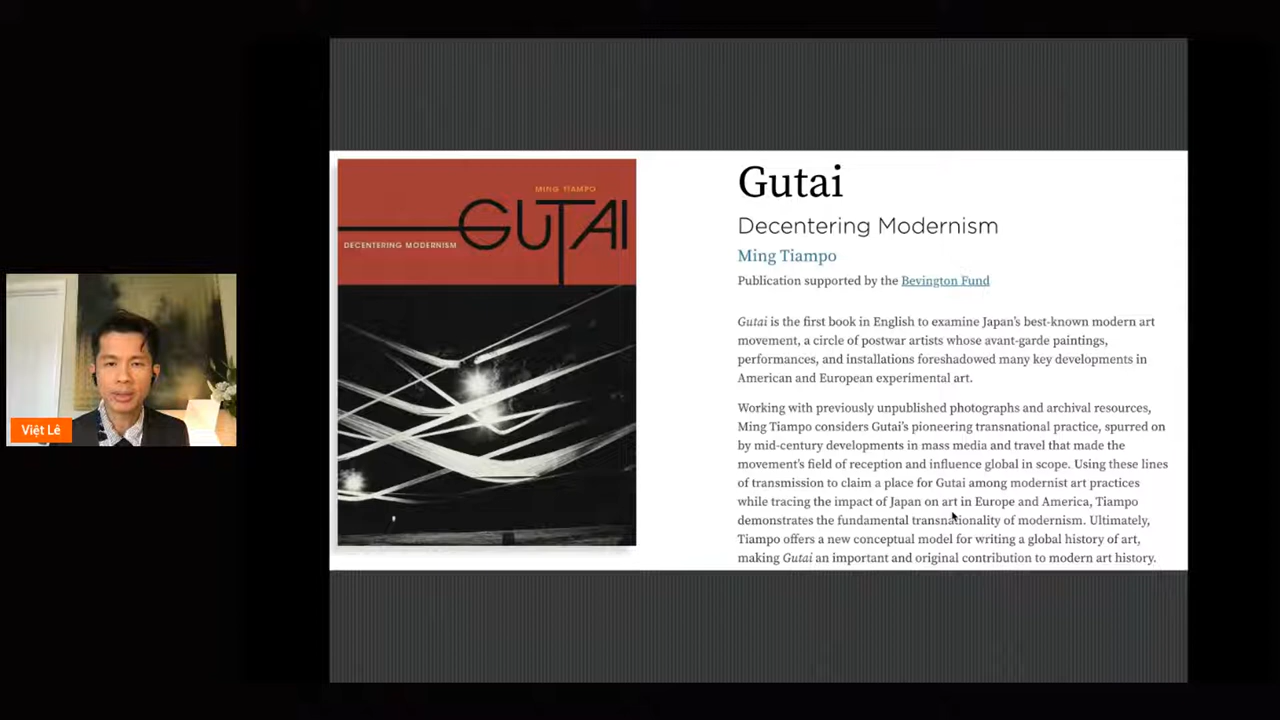 Việt Lê
MING TIAMPO
GUTAI
DECENTERING MODERNISM
Gutai
Decentering Modernism
Ming Tiampo
Publication supported by the Bevington Fund
Gutai is the first book in English to examine Japan’s best-known modern art
movement, a circle of postwar artists whose avant-garde paintings,
performances, and installations foreshadowed many key developments in
American and European experimental art.
Working with previously unpublished photographs and archival resources,
Ming Tiampo considers Gutai’s pioneering transnational practice, spurred on
by mid-century developments in mass media and travel that made the
movement’s field of reception and influence global in scope. Using these lines
of transmission to claim a place for Gutai among modernist art practices
while tracing the impact of Japan on art in Europe and America, Tiampo
demonstrates the fundamental transnationality of modernism. Ultimately,
Tiampo offers a new conceptual model for writing a global history of art,
making Gutai an important and original contribution to modern art history.